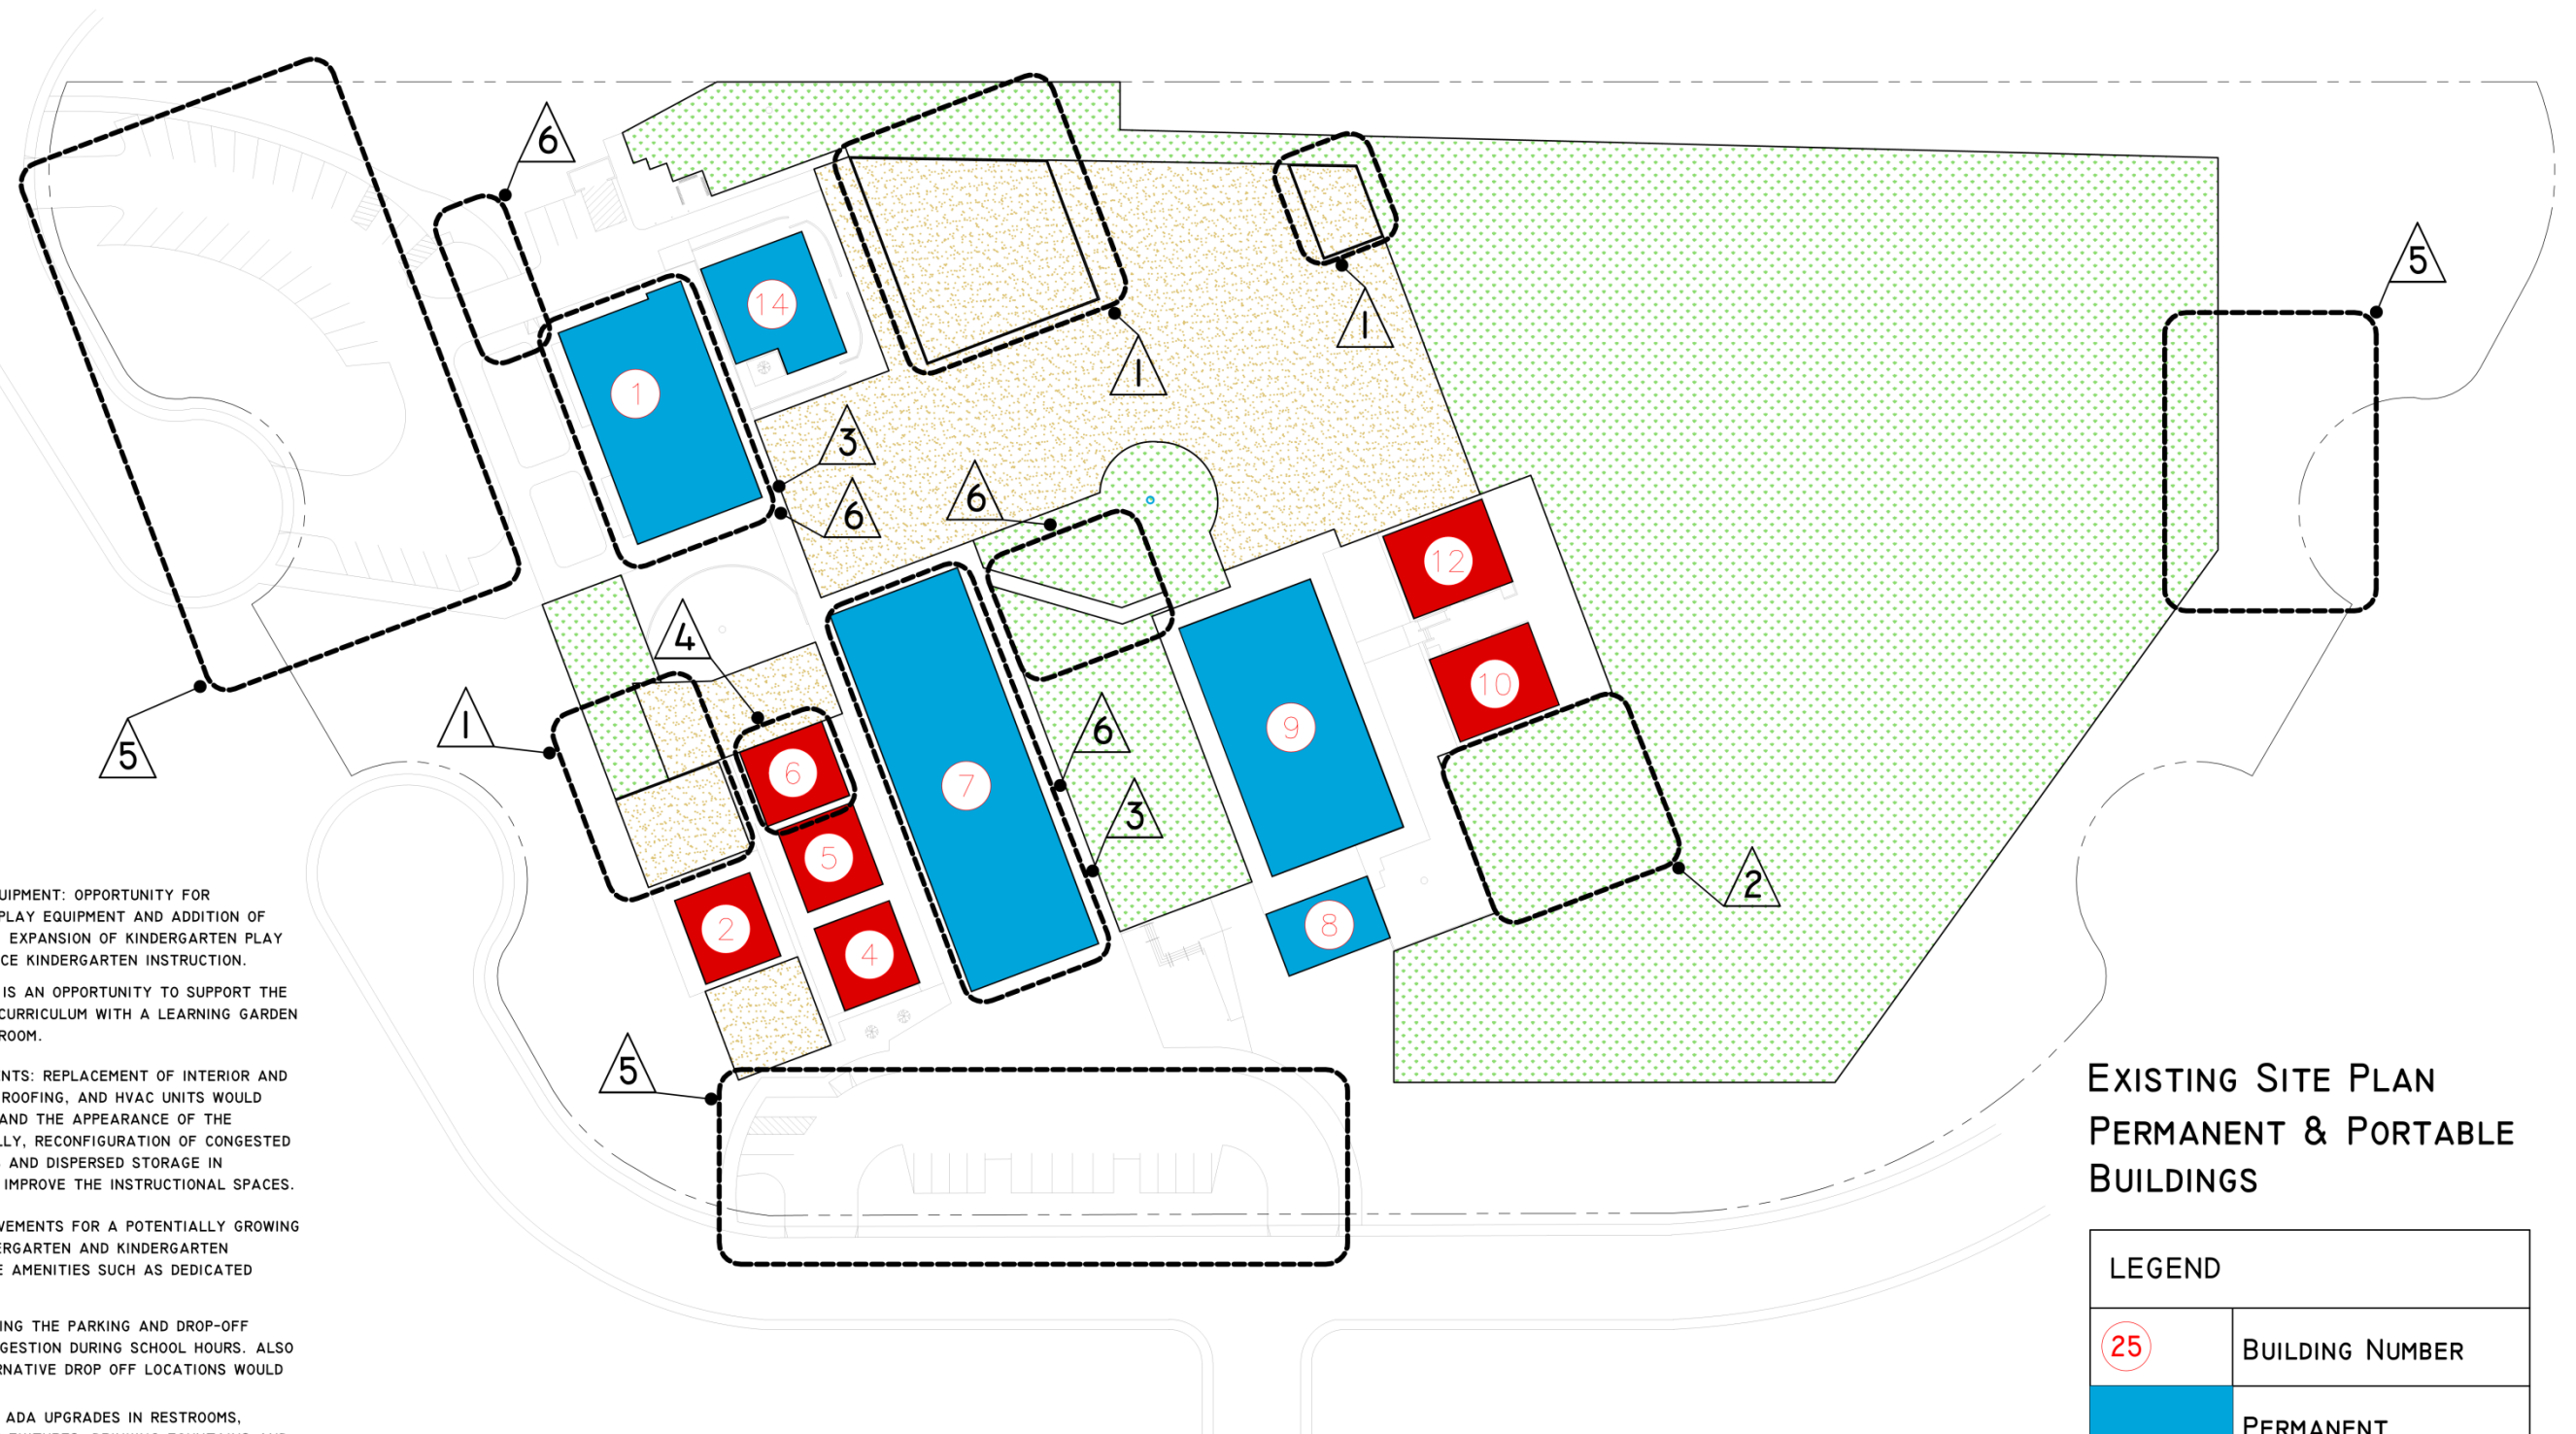 6
5
14
1
1
1
3
6
6
12
4
10
1
5
6
9
6
7
3
5
2
8
2
4
5
UIPMENT: OPPORTUNITY FOR
PLAY EQUIPMENT AND ADDITION OF
EXPANSION OF KINDERGARTEN PLAY
CE KINDERGARTEN INSTRUCTION.
IS AN OPPORTUNITY TO SUPPORT THE
CURRICULUM WITH A LEARNING GARDEN
ROOM.
ENTS: REPLACEMENT OF INTERIOR AND
ROOFING, AND HVAC UNITS WOULD
AND THE APPEARANCE OF THE
LLY, RECONFIGURATION OF CONGESTED
AND DISPERSED STORAGE IN
IMPROVE THE INSTRUCTIONAL SPACES.
VEMENTS FOR A POTENTIALLY GROWING
ERGARTEN AND KINDERGARTEN
E AMENITIES SUCH AS DEDICATED
ING THE PARKING AND DROP-OFF
GESTION DURING SCHOOL HOURS. ALSO
RNATIVE DROP OFF LOCATIONS WOULD
ADA UPGRADES IN RESTROOMS,
EXISTING SITE PLAN
PERMANENT & PORTABLE
BUILDINGS
LEGEND
25 BUILDING NUMBER
PERMANENT